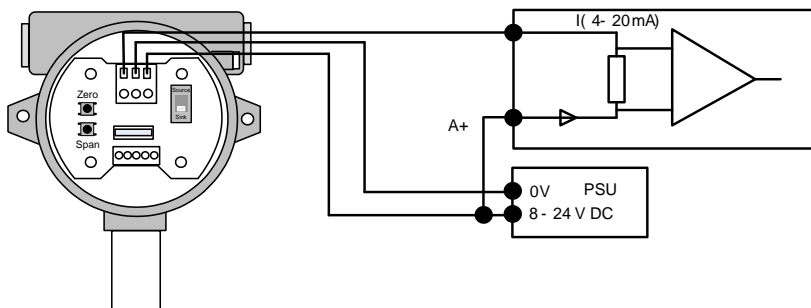 I( 4- 20mA)
Zero
Source
Sink
Span
A+
0V PSU
8 - 24 V DC